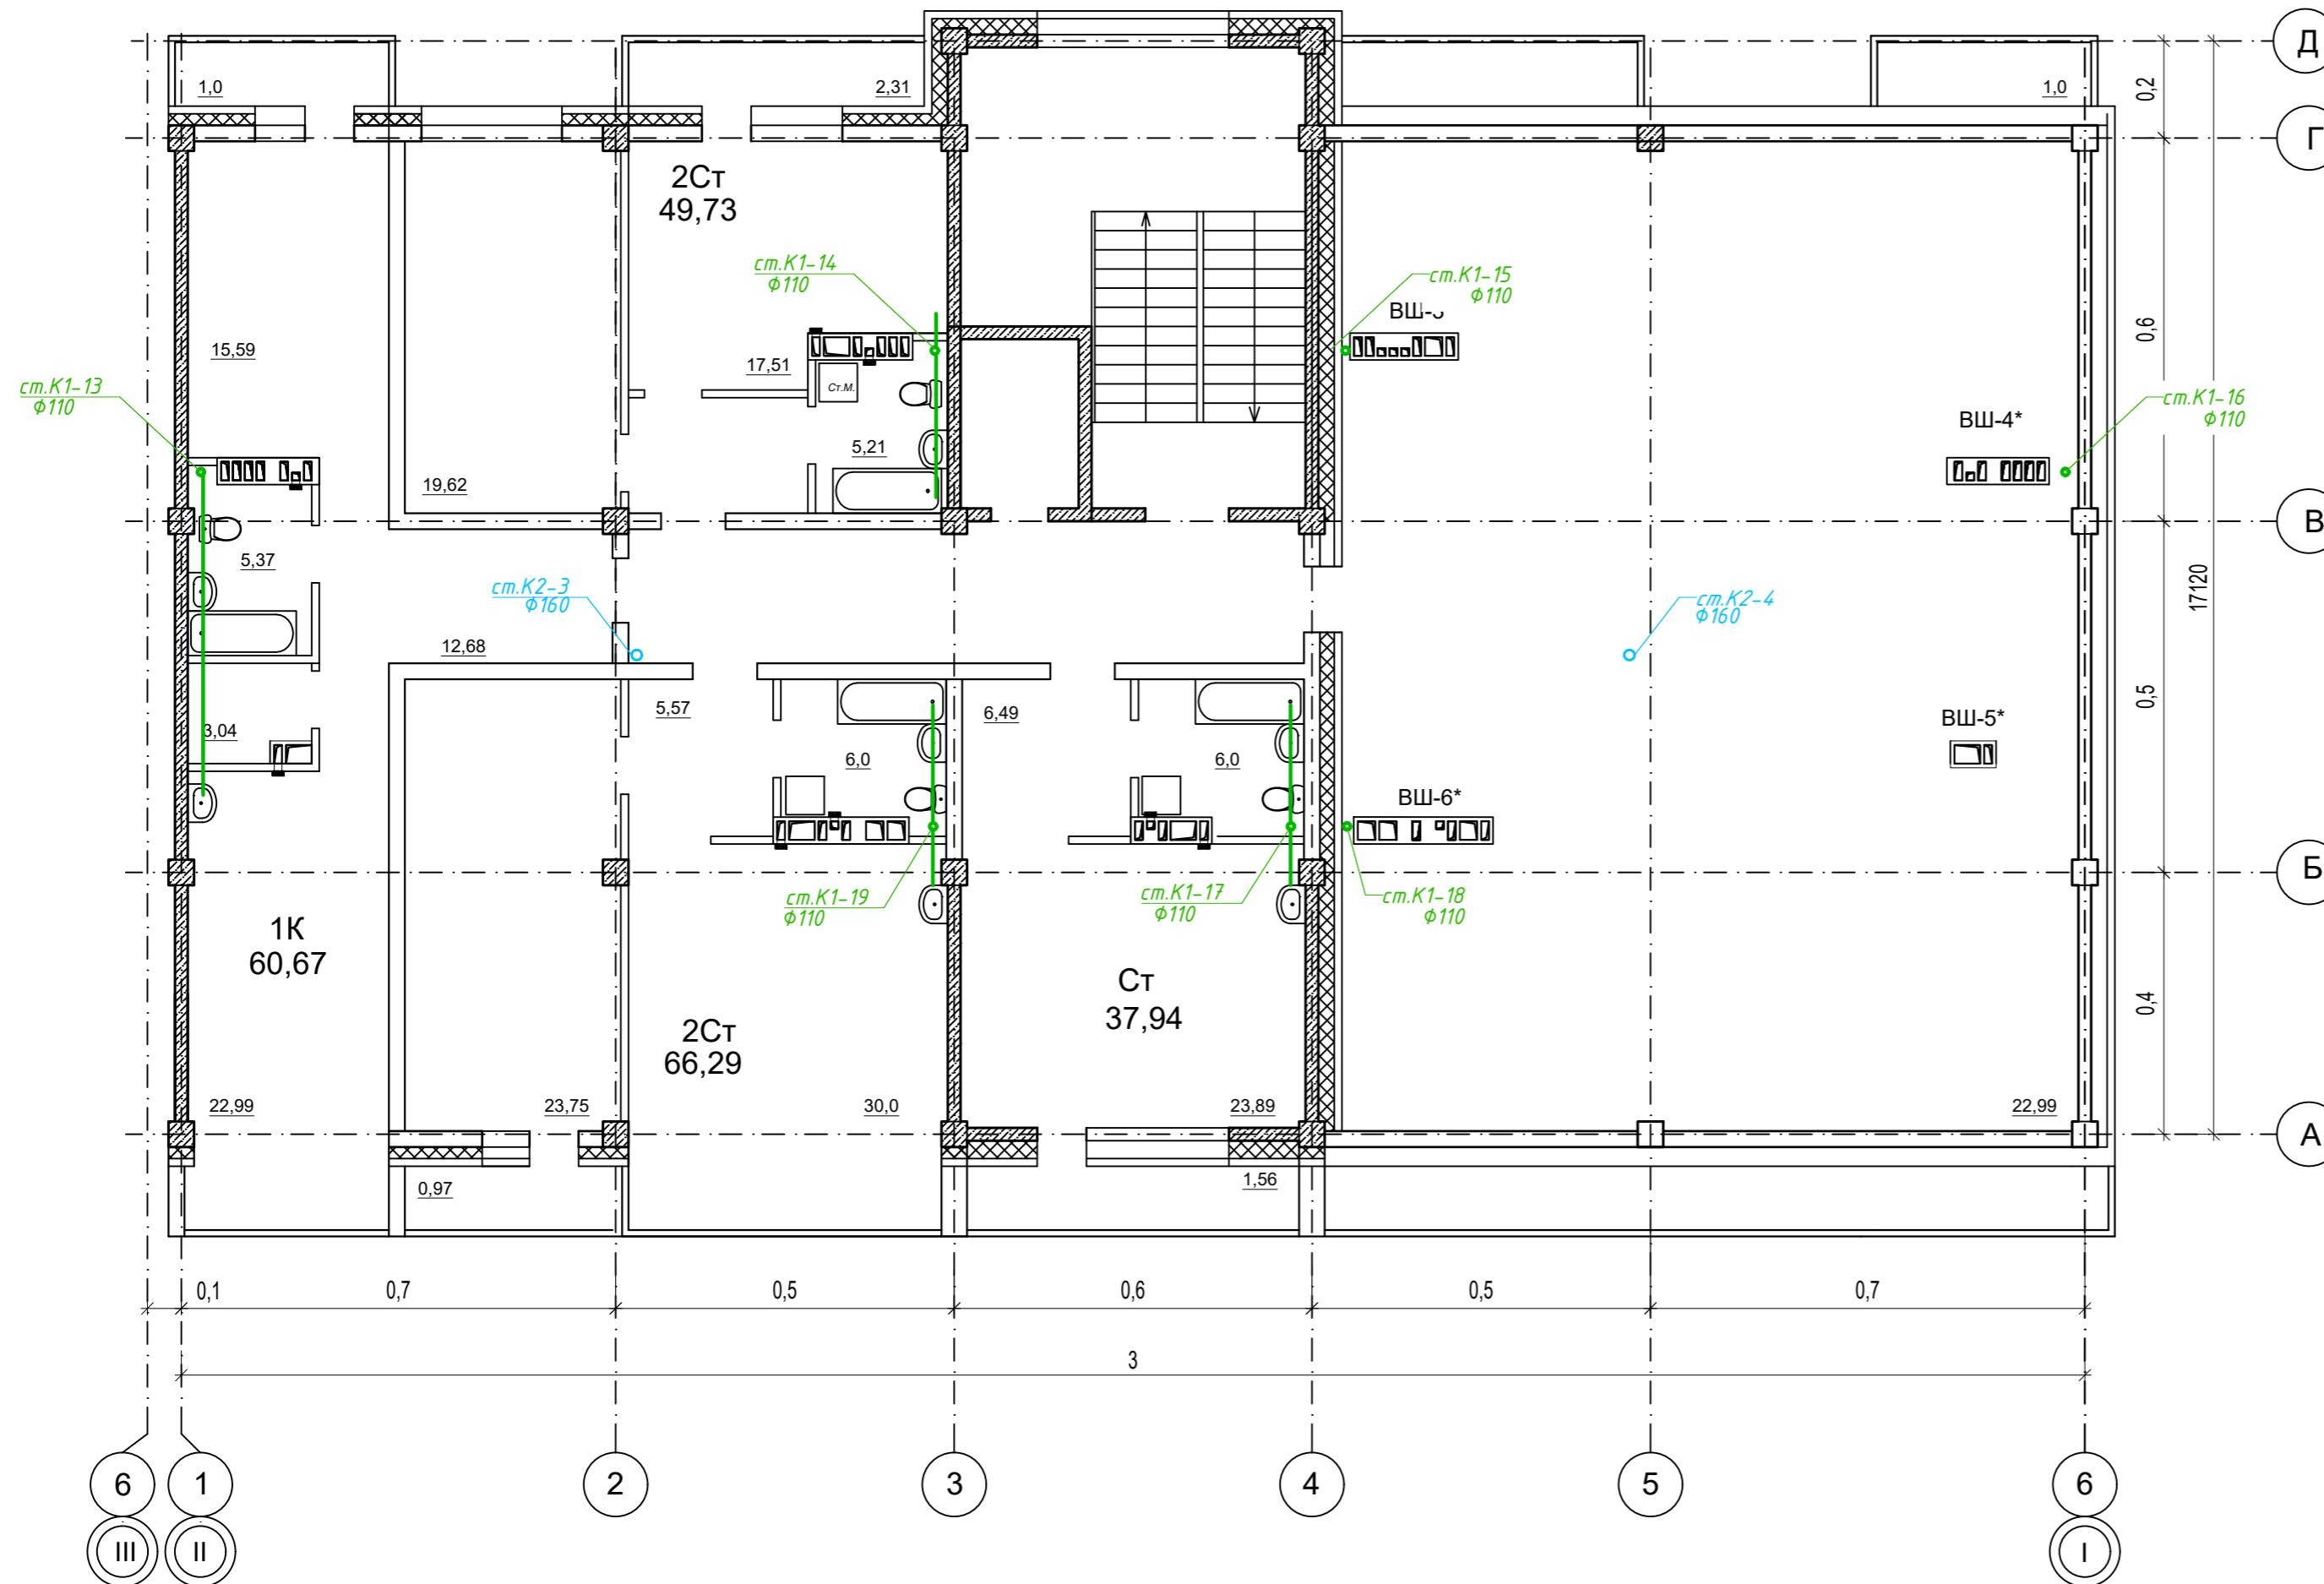 Д
1,0
2,31
1,0
0,2
Г
2Ст
49,73
ст.К1-14
ф110
ст.К1-15
ф110
0,6
15,59
17,51
Ст.М.
ст.К1-13
ф110
ст.К1-16
ф110
ВШ-4*
5,21
19,62
В
5,37
ст.К2-3
ф160
ст.К2-4
ф160
17120
12,68
5,57
6,49
0,5
3,04
6,0
6,0
ВШ-5*
ВШ-6*
Б
ст.К1-19
ф110
ст.К1-17
ф110
ст.К1-18
ф110
1К
60,67
Ст
37,94
0,4
2Ст
66,29
22,99
23,75
30,0
23,89
22,99
А
0,97
1,56
0,1
0,7
0,5
0,6
0,5
0,7
3
6
1
2
3
4
5
6
III
II
I